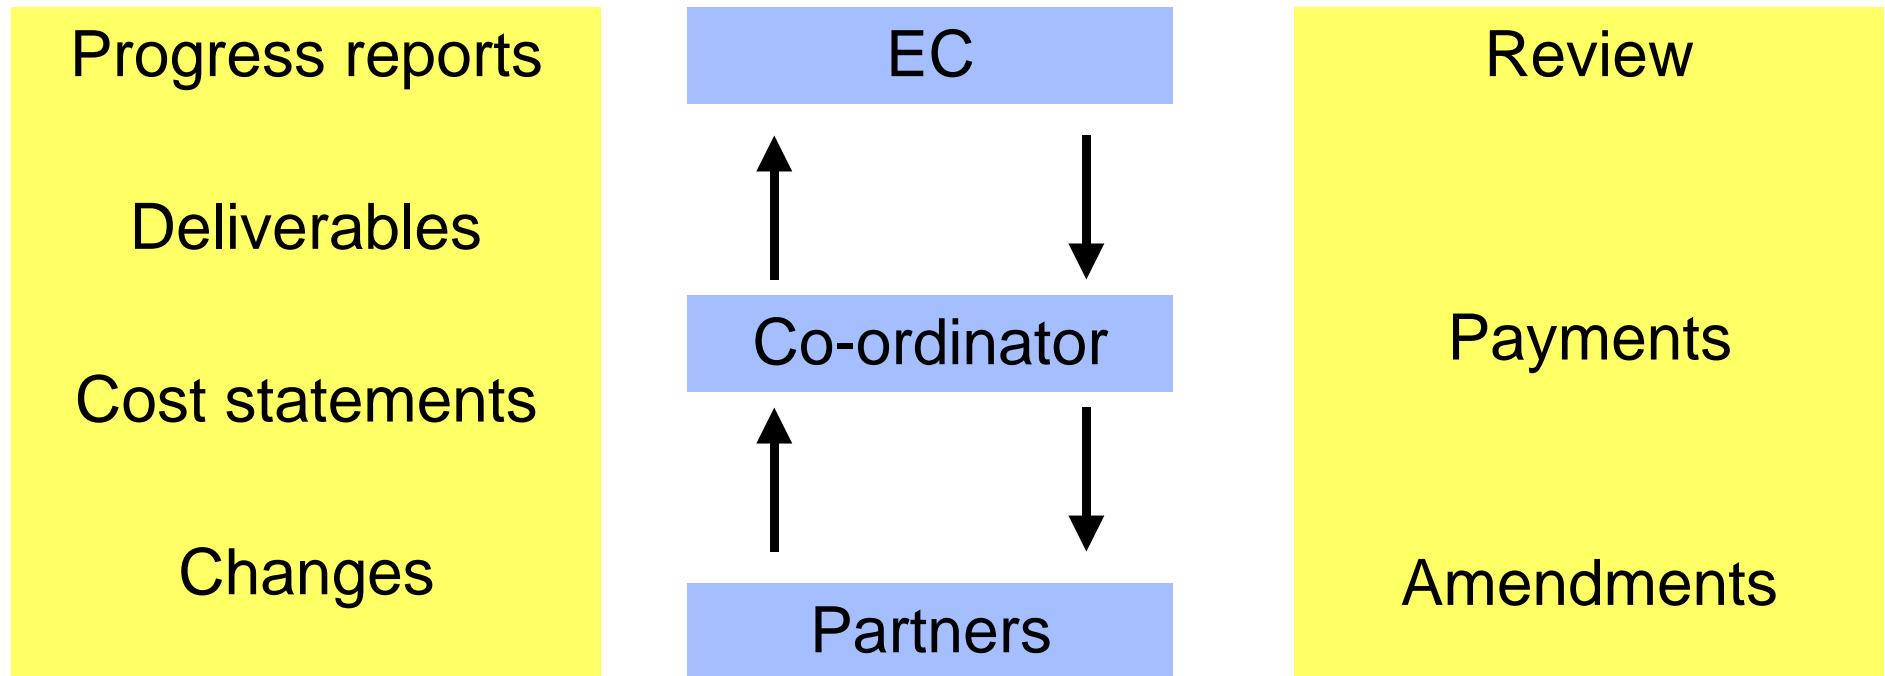 Progress reports
Deliverables
Cost statements
Changes
EC
Co-ordinator
Partners
Review
Payments
Amendments